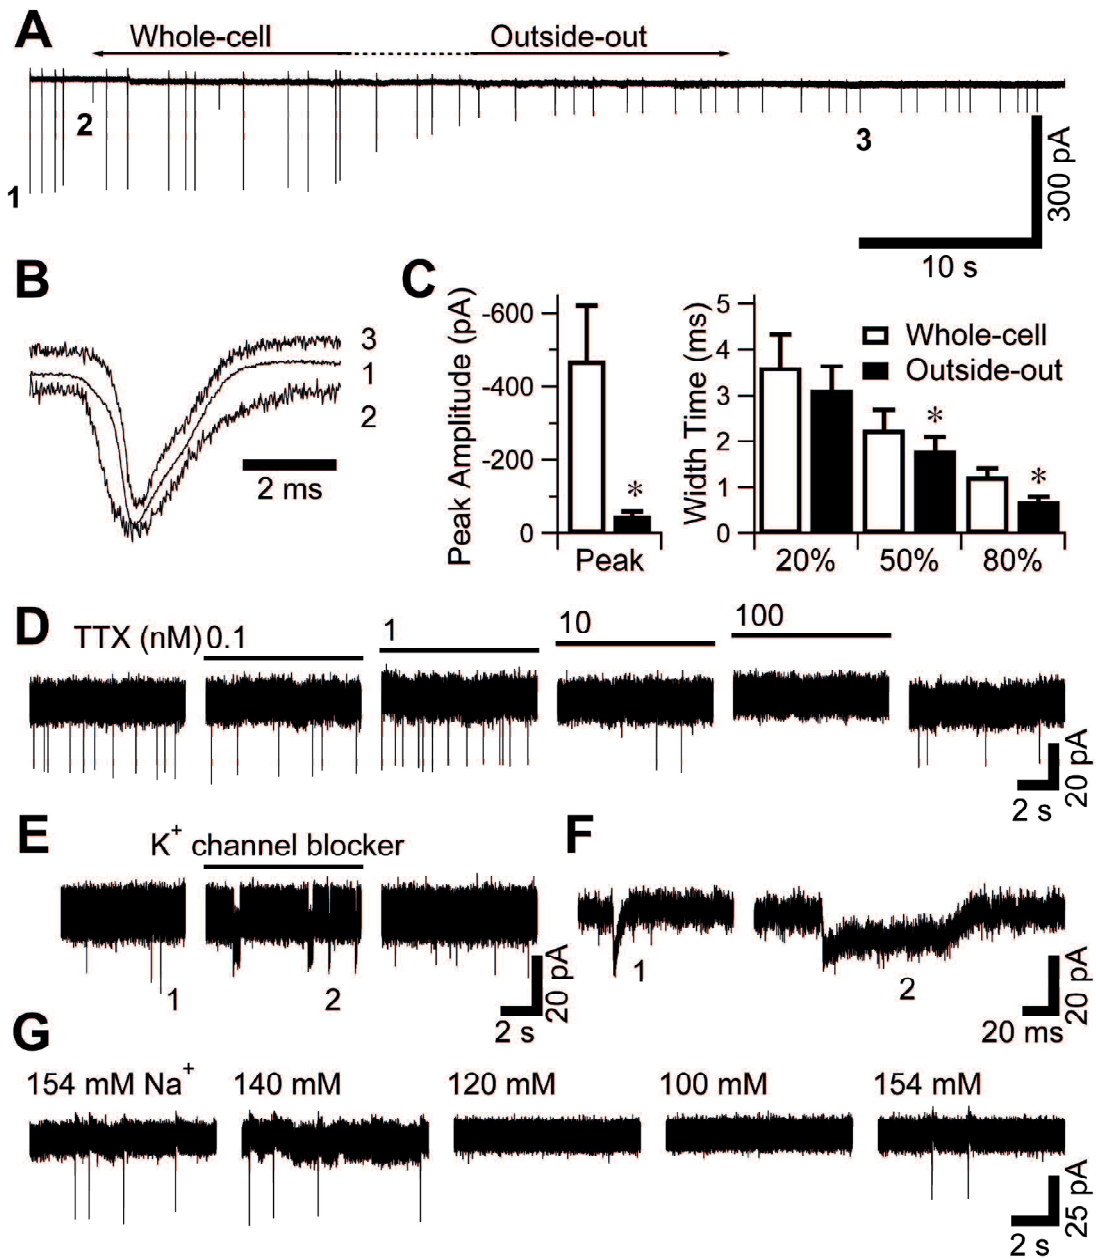 A
Whole-cell
Outside-out
2
3
1
300 pA
10 s
B
3
1
2
2 ms
C
Peak Amplitude (pA)
-600
-400
-200
0
Peak
Width Time (ms)
5
4
3
2
1
0
Whole-cell
Outside-out
*
*
*
20%
50%
80%
D
TTX (nM) 0.1
1
10
100
20 pA
2 s
E
K+ channel blocker
1
2
20 pA
2 s
F
1
2
20 pA
20 ms
G
154 mM Na+
140 mM
120 mM
100 mM
154 mM
25 pA
2 s